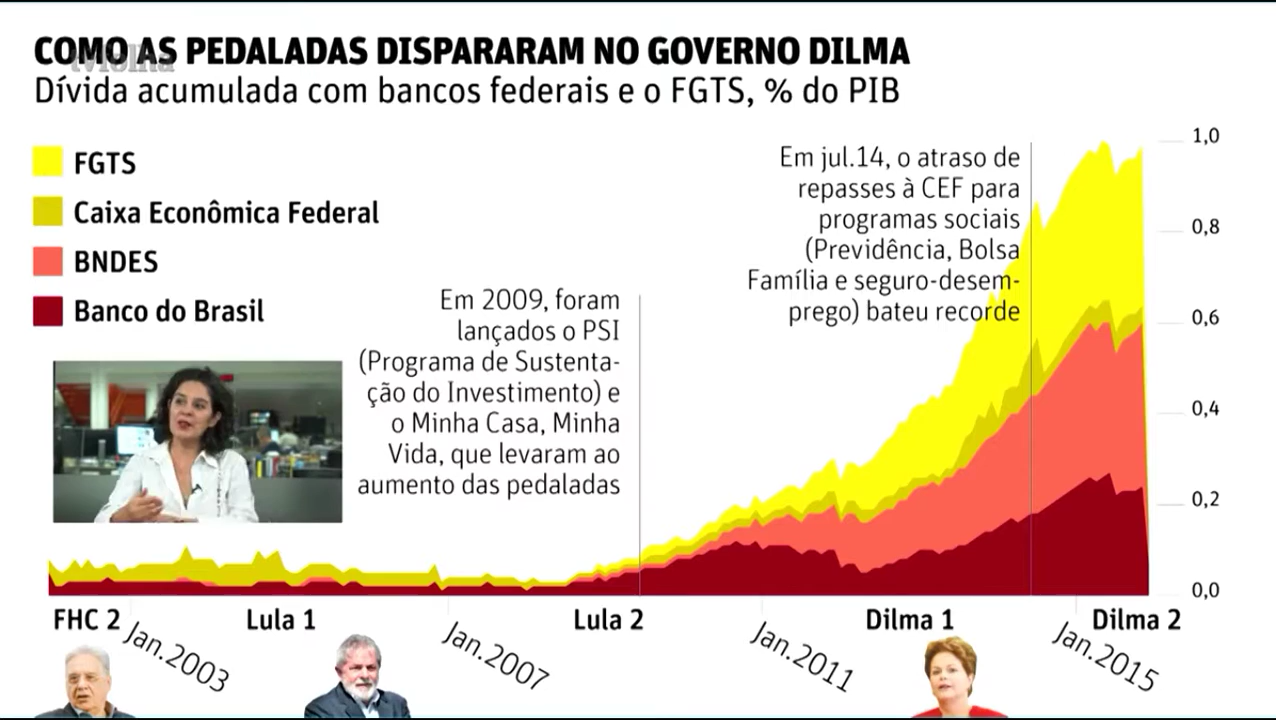 COMO AS PEDALADAS DISPARARAM NO GOVERNO DILMA
tvfolha
Dívida acumulada com bancos federais e o FGTS, % do PIB
FGTS
Caixa Econômica Federal
BNDES
Banco do Brasil
Em 2009, foram
lançados o PSI
(Programa de Sustenta-
ção do Investimento) e
o Minha Casa, Minha
Vida, que levaram ao
aumento das pedaladas
Em jul.14, o atraso de
repasses à CEF para
programas sociais
(Previdência, Bolsa
Família e seguro-desem-
prego) bateu recorde
1,0
0,8
0,6
0,4
0,2
0,0
FHC 2
Lula 1
Lula 2
Dilma 1
Dilma 2
Jan.2003
Jan.2007
Jan.2011
Jan.2015